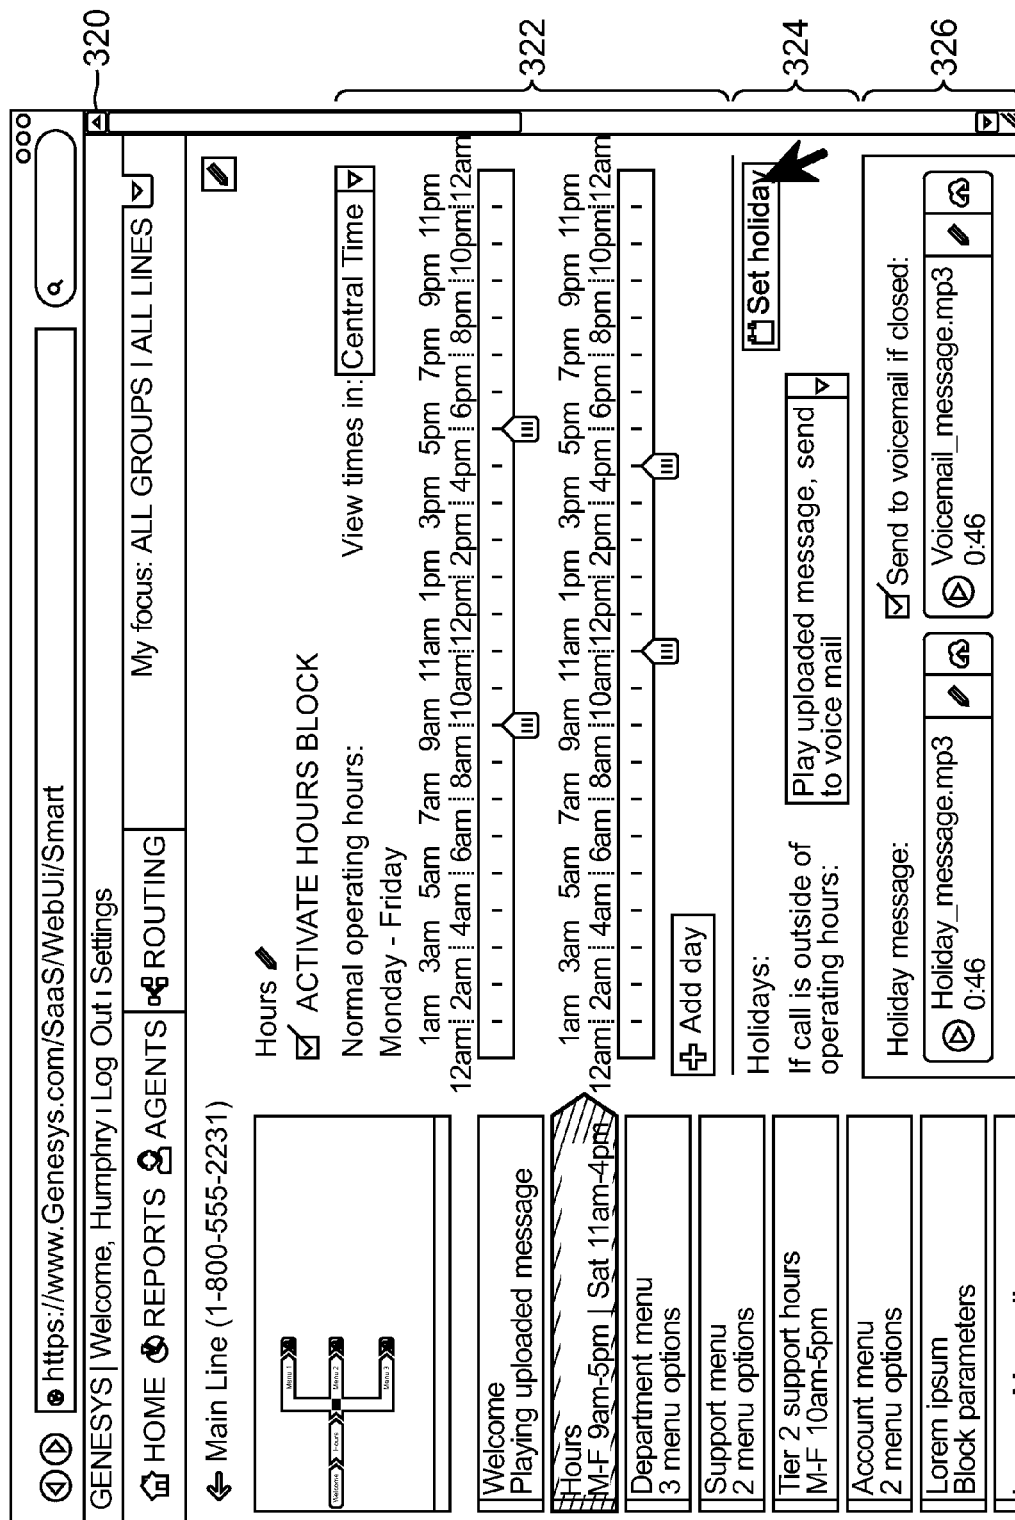 https://www.Genesys.com/SaaS/WebUi/Smart
GENESYS | Welcome, Humphry | Log Out | Settings
320
HOME REPORTS AGENTS ROUTING
My focus: ALL GROUPS | ALL LINES
Main Line (1-800-555-2231)
Welcome
Hours
Menu 1
Menu 2
Menu 3
Welcome
Playing uploaded message
Hours
M-F 9am-5pm | Sat 11am-4pm
Department menu
3 menu options
Support menu
2 menu options
Tier 2 support hours
M-F 10am-5pm
Account menu
2 menu options
Lorem ipsum
Block parameters
Hours
ACTIVATE HOURS BLOCK
Normal operating hours:
View times in: Central Time
Monday - Friday
1am 3am 5am 7am 9am 11am 1pm 3pm 5pm 7pm 9pm 11pm
12am 2am 4am 6am 8am 10am 12pm 2pm 4pm 6pm 8pm 10pm 12am
1am 3am 5am 7am 9am 11am 1pm 3pm 5pm 7pm 9pm 11pm
12am 2am 4am 6am 8am 10am 12pm 2pm 4pm 6pm 8pm 10pm 12am
Add day
322
Holidays:
Set holiday
If call is outside of
operating hours:
Play uploaded message, send
to voice mail
324
Holiday message:
Holiday_message.mp3
0:46
Send to voicemail if closed:
Voicemail_message.mp3
0:46
326